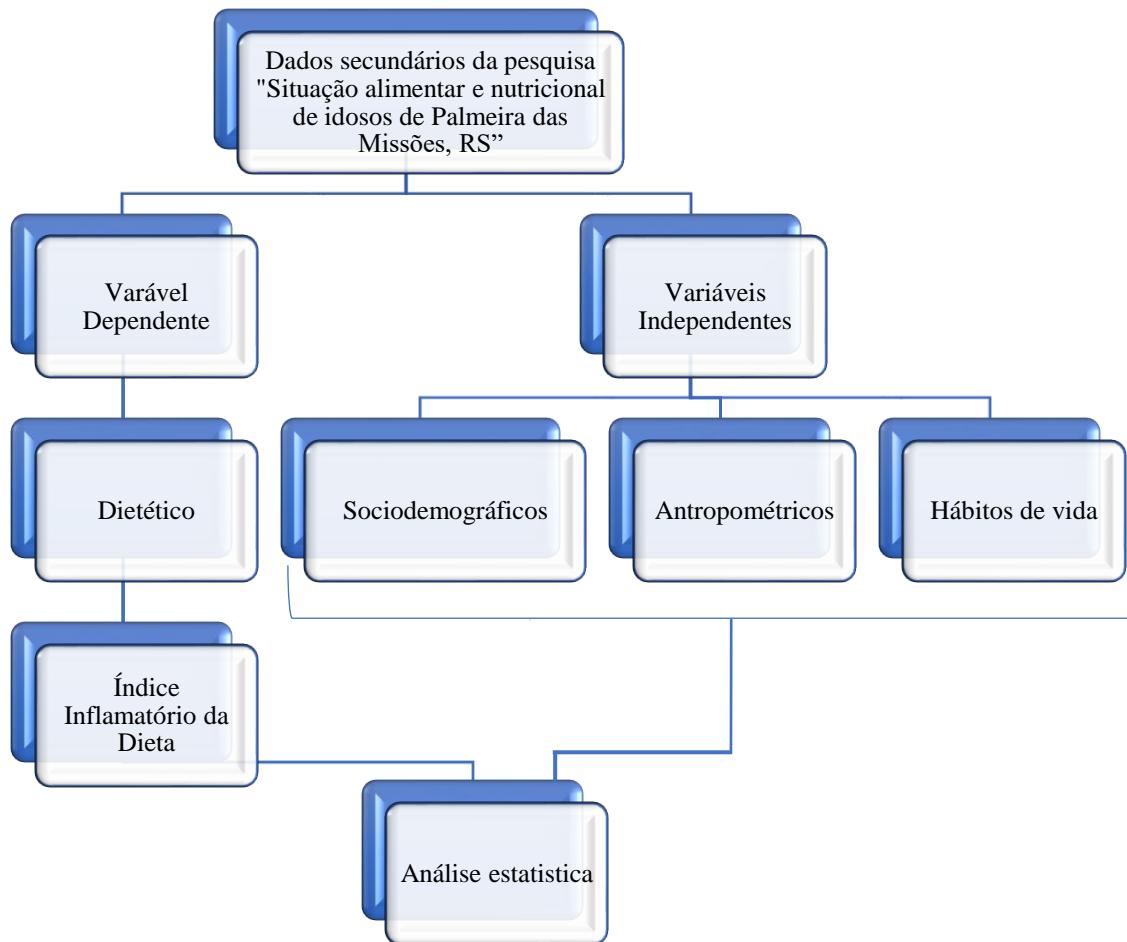 Dados secundários da pesquisa
"Situação alimentar e nutricional
de idosos de Palmeira das
Missões, RS”
Varável
Dependente
Variáveis
Independentes
Dietético
Sociodemográficos
Antropométricos
Hábitos de vida
Índice
Inflamatório da
Dieta
Análise estatistica